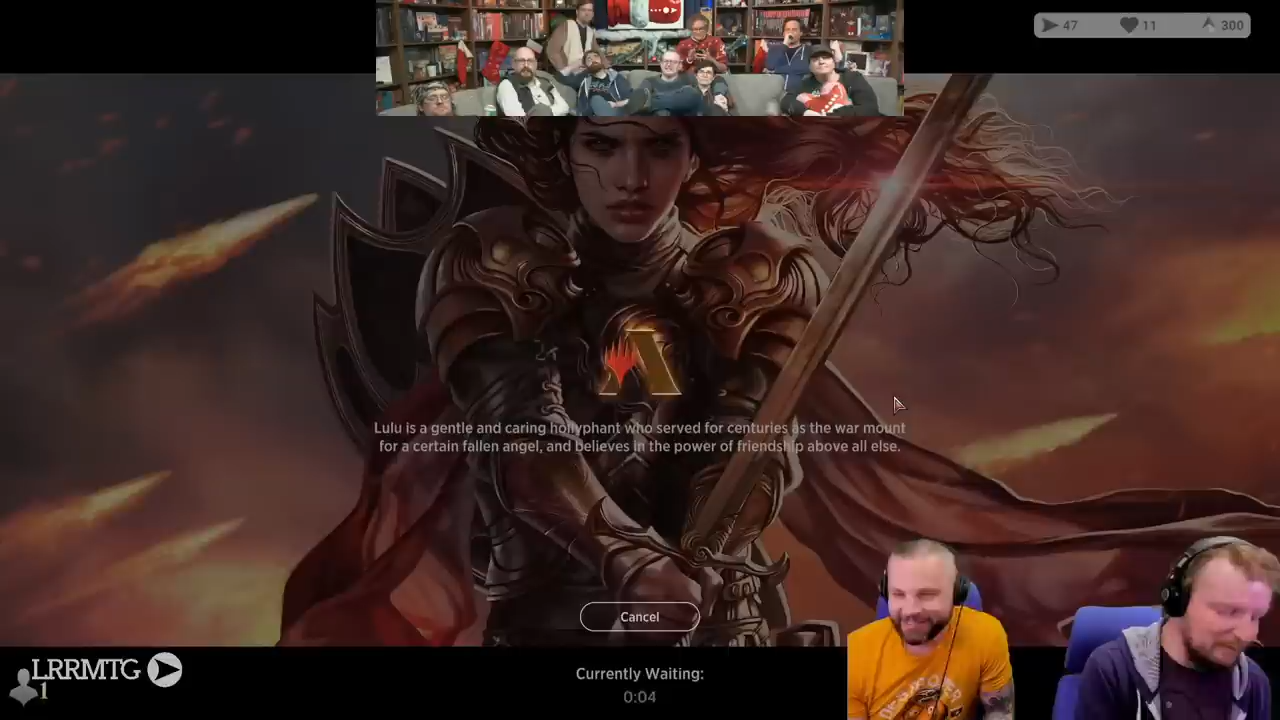 47 11 300
Lulu is a gentle and caring hollyphant who served for centuries as the war mount
for a certain fallen angel, and believes in the power of friendship above all else.
Cancel
LRRMTG
1
Currently Waiting:
0:04